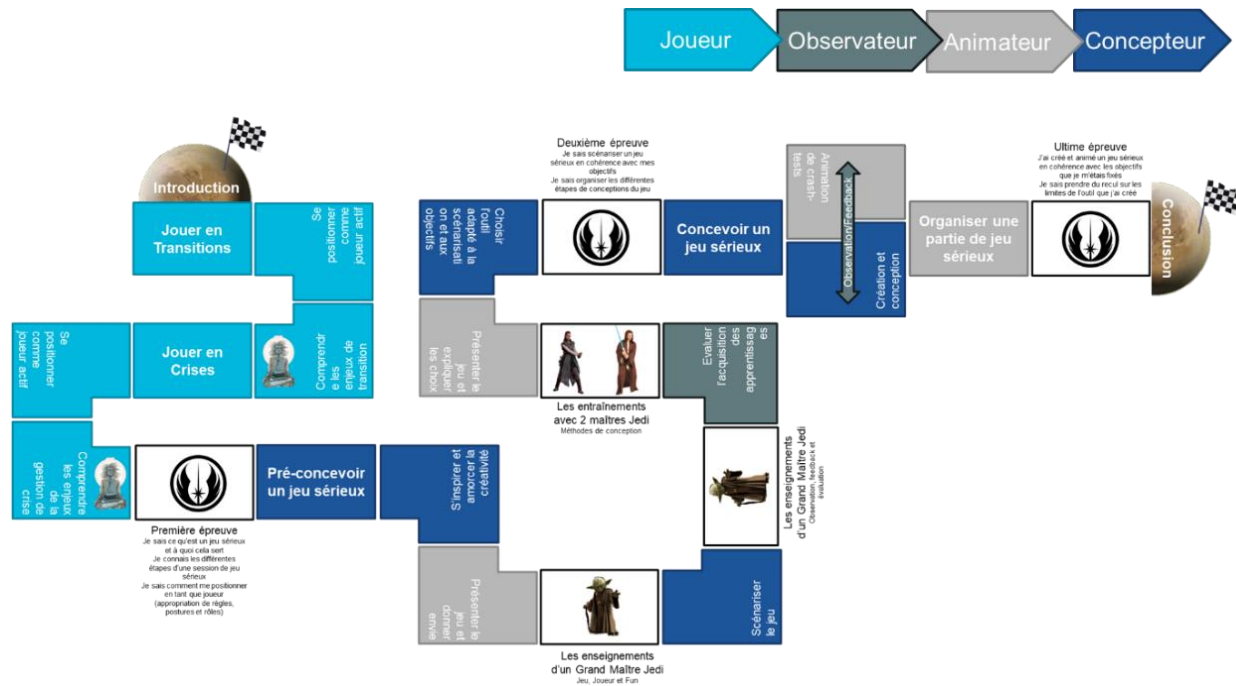 Joueur
Observateur
Animateur
Concepteur
Introduction
Jouer en
Transitions
Se
positionner
comme
joueur actif
Comprendr
e les
enjeux de
transition
Jouer en
Crises
Se
positionner
comme
joueur actif
Comprendre
les enjeux
de la
gestion de
crise
Première épreuve
Je sais ce qu'est un jeu sérieux
et à quoi cela sert
Je connais les différentes
étapes d'une session de jeu
sérieux
Je sais comment me positionner
en tant que joueur
(appropriation de règles,
postures et rôles)
Pré-concevoir
un jeu sérieux
S'inspirer et
amorcer la
créativité
Présenter le
jeu et
donner
envie
Les enseignements
d'un Grand Maître Jedi
Jeu, Joueur et Fun
Scénariser
le jeu
Les enseignements
d'un Grand Maître Jedi
Observation, feedback et
évaluation
Evaluer
l'acquisition
des
apprentissag
es
Les entraînements
avec 2 maîtres Jedi
Méthodes de conception
Présenter le
jeu et
expliquer
les choix
Choisir
l'outil
adapté à la
scénarisati
on et aux
objectifs
Deuxième épreuve
Je sais scénariser un jeu
sérieux en cohérence avec mes
objectifs
Je sais organiser les différentes
étapes de conceptions du jeu
Concevoir un
jeu sérieux
Animation
de crash-
tests
Observation/Feedback
Création et
conception
Organiser une
partie de jeu
sérieux
Ultime épreuve
J'ai créé et animé un jeu sérieux
en cohérence avec les objectifs
que je m'étais fixés
Je sais prendre du recul sur les
limites de l'outil que j'ai créé
Conclusion